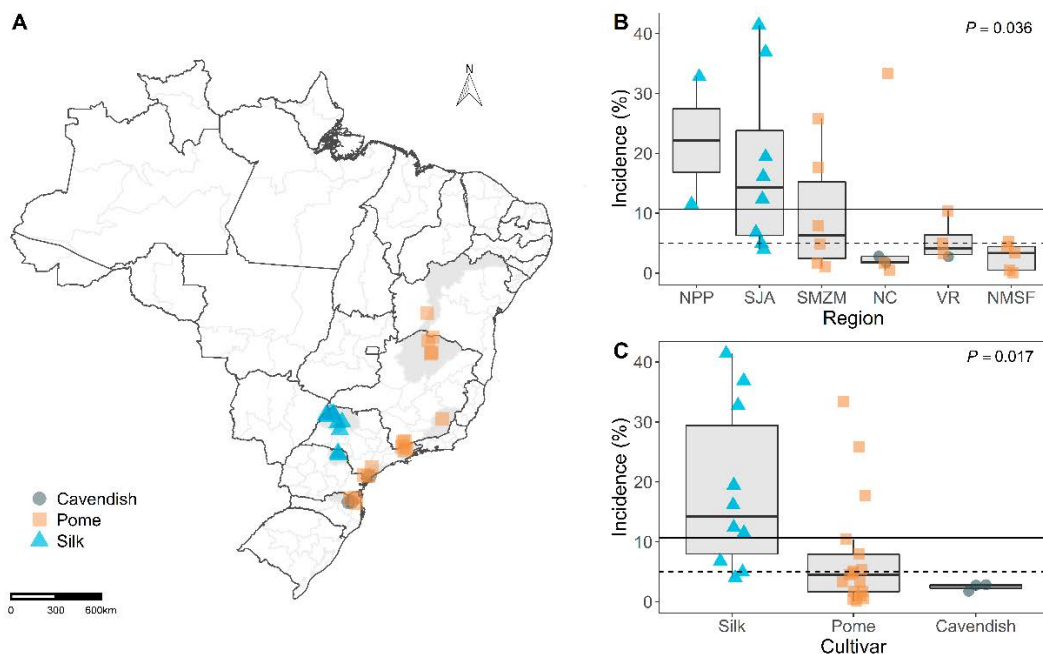 A
N
Cavendish
Pome
Silk
0 300 600km
B
P = 0.036
Incidence (%)
40
30
20
10
0
NPP SJA SMZM NC VR NMSF
Region
C
P = 0.017
Incidence (%)
40
30
20
10
0
Silk Pome Cavendish
Cultivar